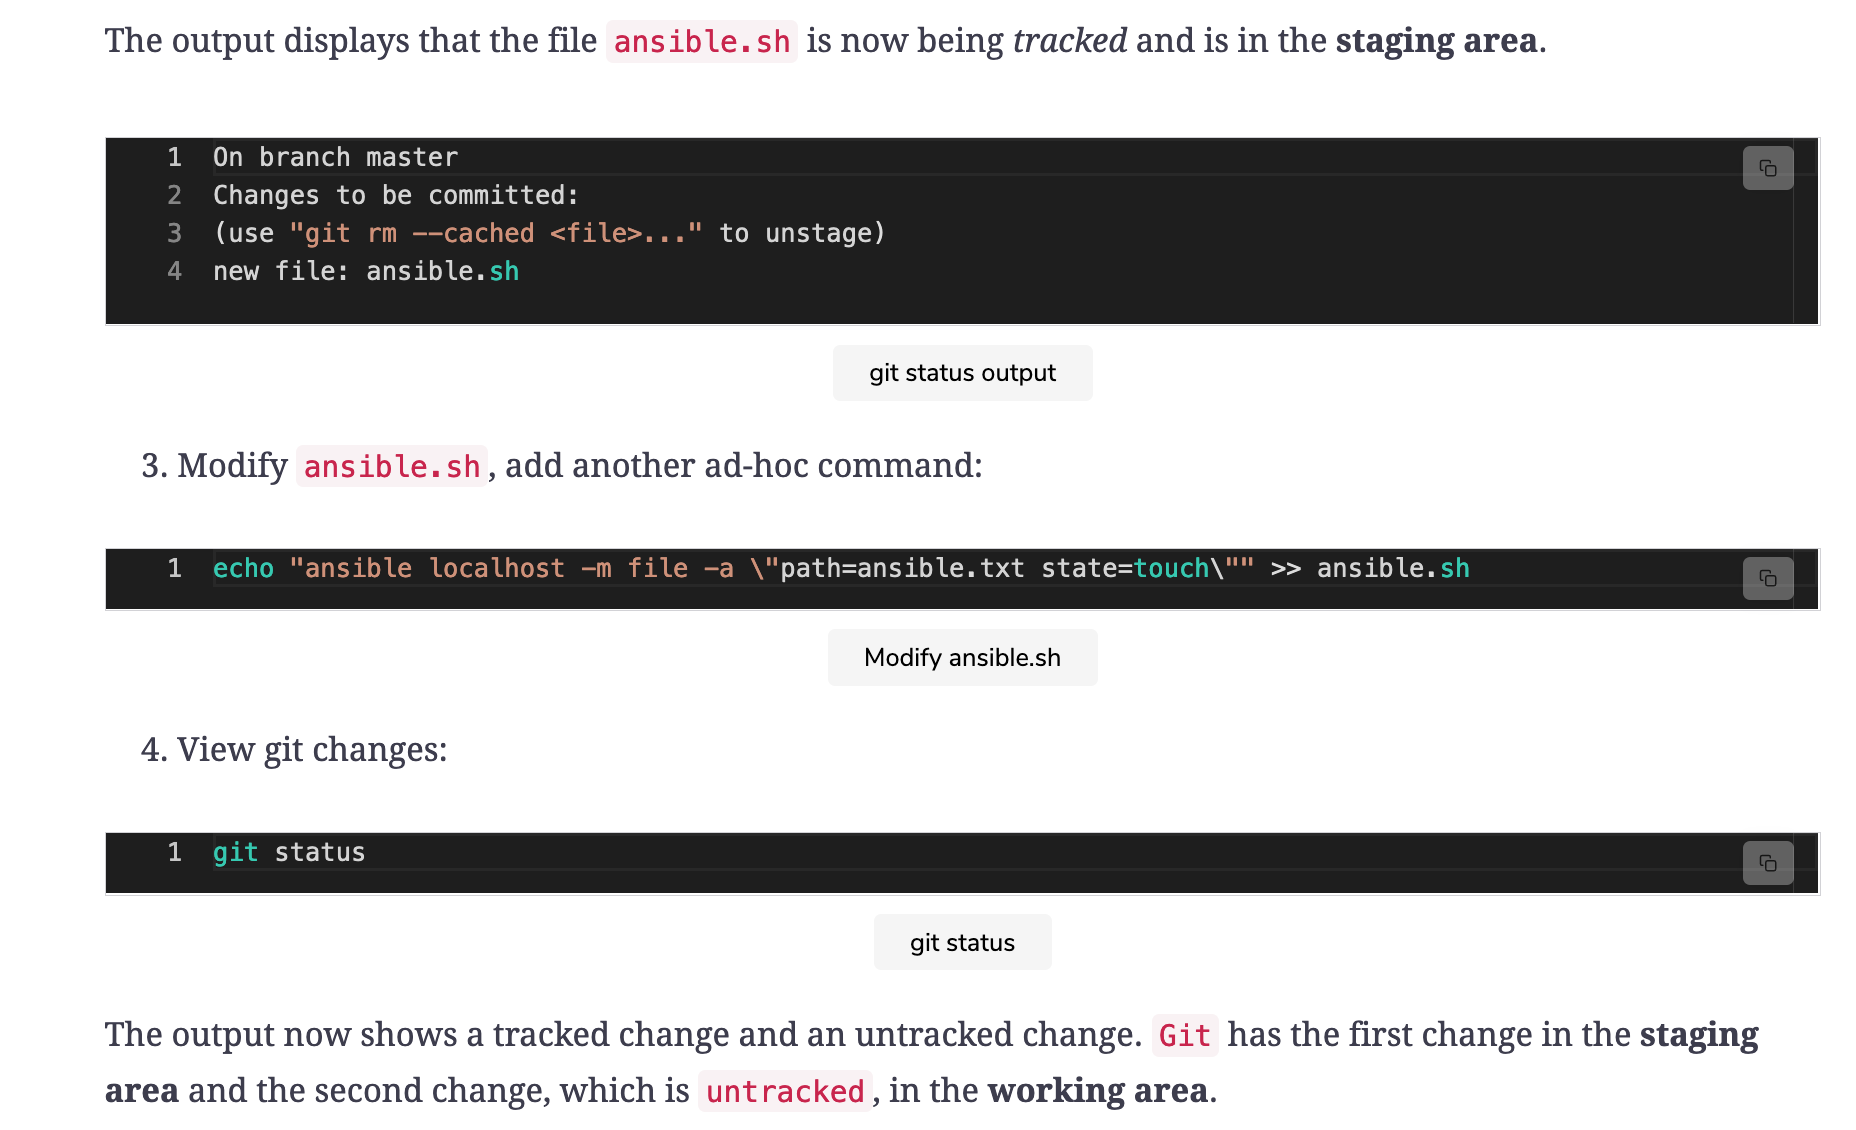 The output displays that the file ansible.sh is now being tracked and is in the staging area.
1 On branch master
2 Changes to be committed:
3 (use "git rm --cached <file>..." to unstage)
4 new file: ansible.sh
git status output
3. Modify ansible.sh, add another ad-hoc command:
1 echo "ansible localhost -m file -a \"path=ansible.txt state=touch\"" >> ansible.sh
Modify ansible.sh
4. View git changes:
1 git status
git status
The output now shows a tracked change and an untracked change. Git has the first change in the staging
area and the second change, which is untracked, in the working area.